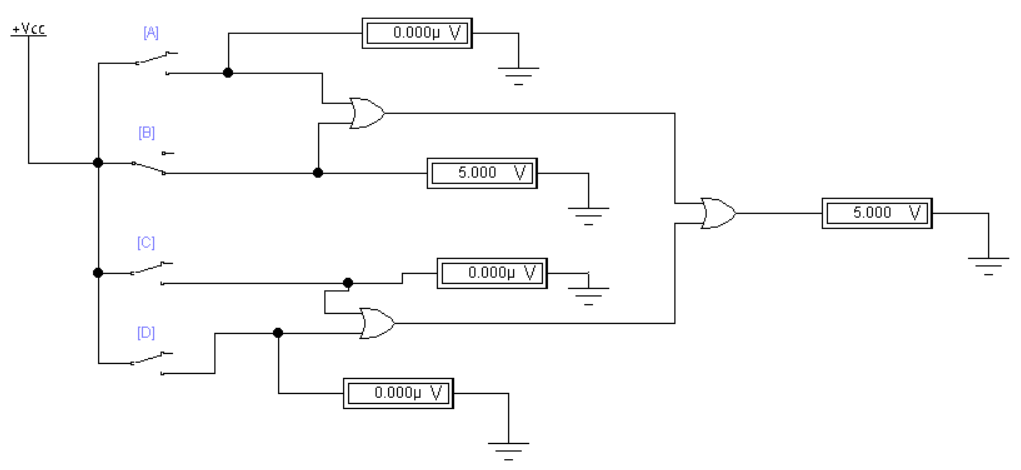 +Vcc
[A]
0.000µ V
[B]
5.000 V
5.000 V
[C]
0.000µ V
[D]
0.000µ V